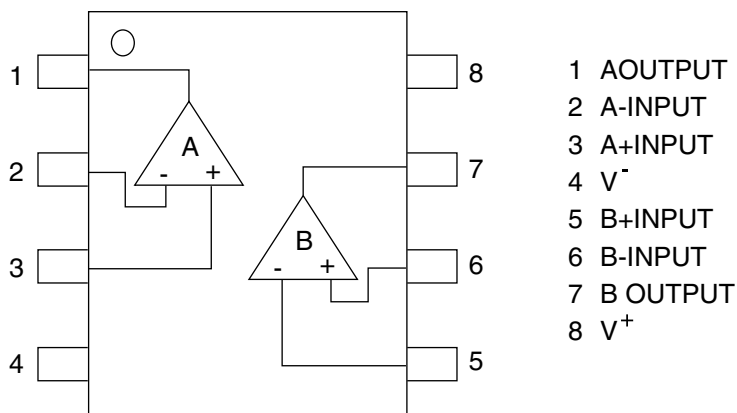 1
2
3
4
A
- +
B
- +
8
7
6
5
1 AOUTPUT
2 A-INPUT
3 A+INPUT
4 V-
5 B+INPUT
6 B-INPUT
7 B OUTPUT
8 V+